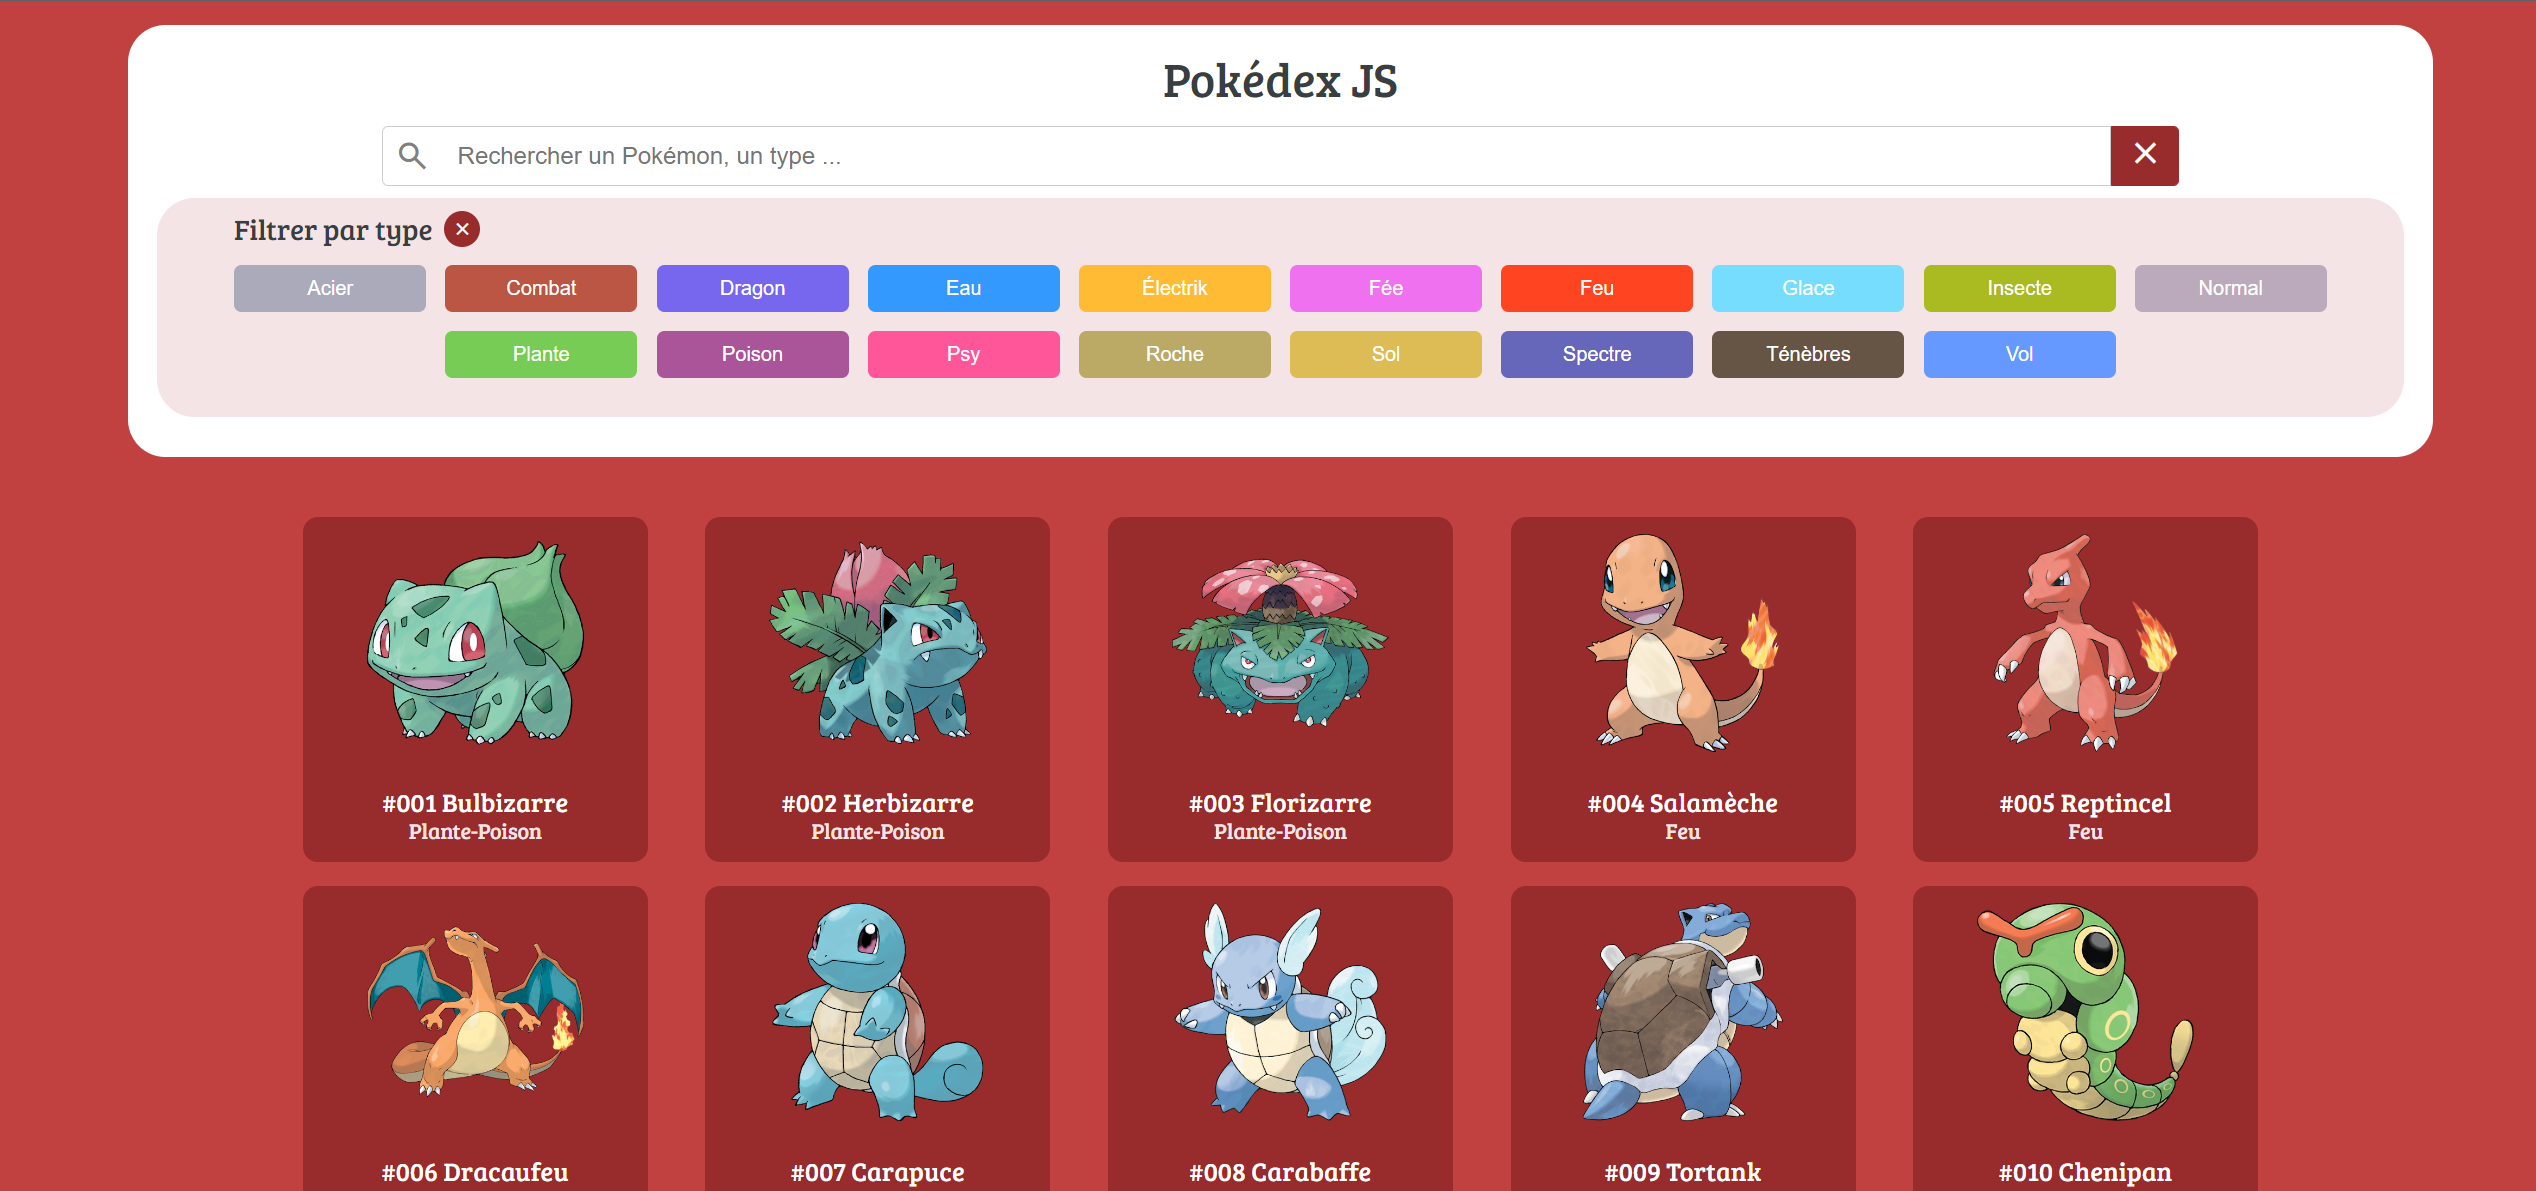 Pokédex JS
Rechercher un Pokémon, un type ...
Filtrer par type
Acier Combat Dragon Eau Électrik Fée Feu Glace Insecte Normal
Plante Poison Psy Roche Sol Spectre Ténèbres Vol
#001 Bulbizarre
Plante-Poison
#002 Herbizarre
Plante-Poison
#003 Florizarre
Plante-Poison
#004 Salamèche
Feu
#005 Reptincel
Feu
#006 Dracaufeu
#007 Carapuce
#008 Carabaffe
#009 Tortank
#010 Chenipan